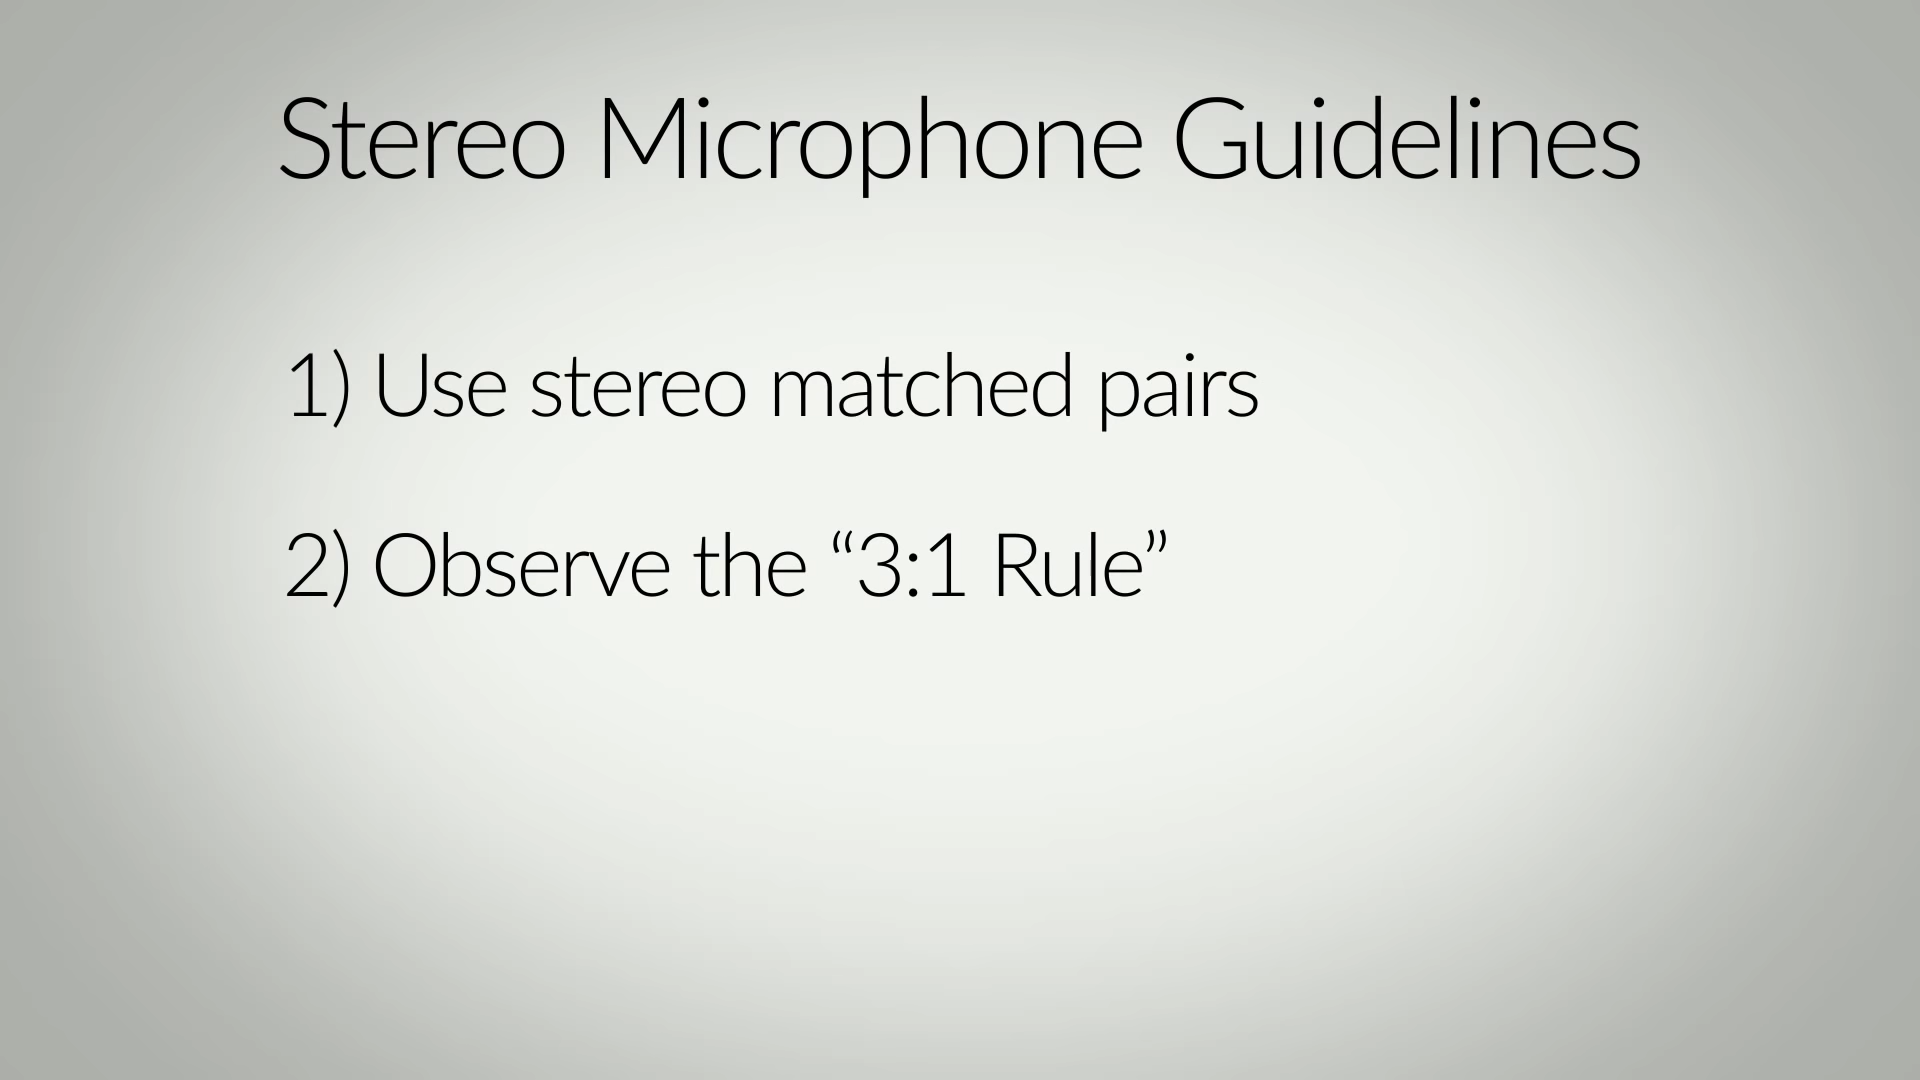 Stereo Microphone Guidelines
1) Use stereo matched pairs
2) Observe the “3:1 Rule”